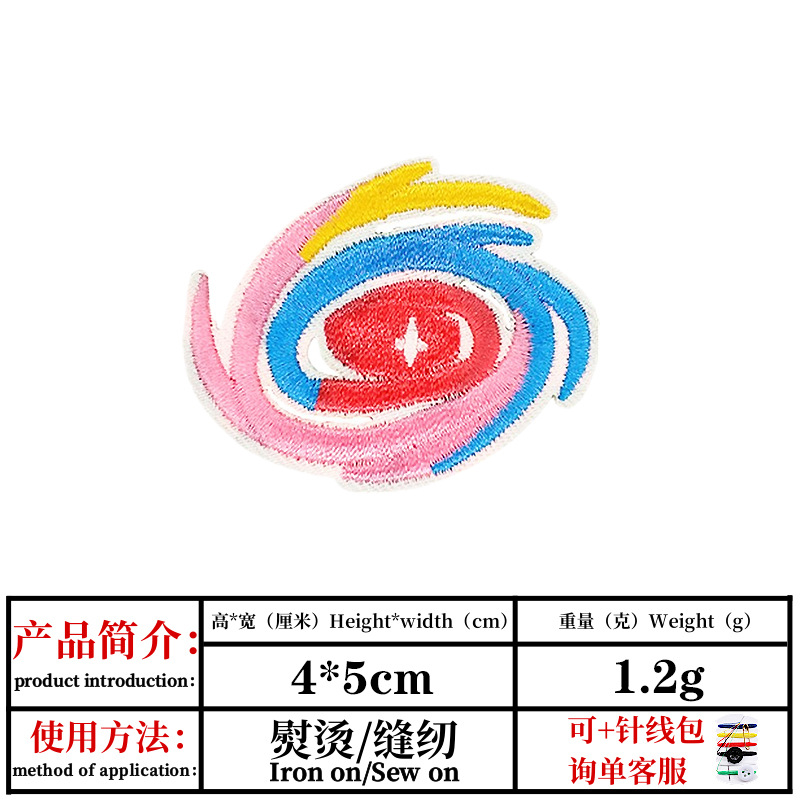 产品简介:
product introduction:
高*宽（厘米）Height*width（cm）
重量（克）Weight（g）
4*5cm
1.2g
使用方法:
method of application:
熨烫/缝纫
Iron on/Sew on
可+针线包
询单客服